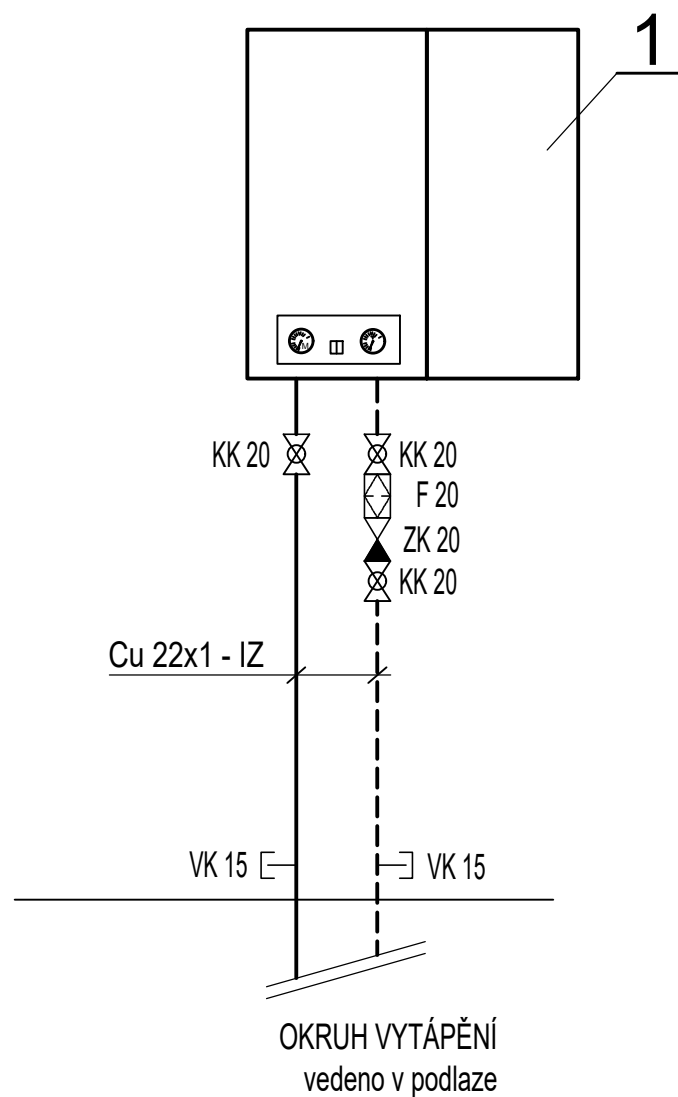 1
KK 20
KK 20
F 20
ZK 20
KK 20
Cu 22x1 - IZ
VK 15
VK 15
OKRUH VYTÁPĚNÍ
vedeno v podlaze